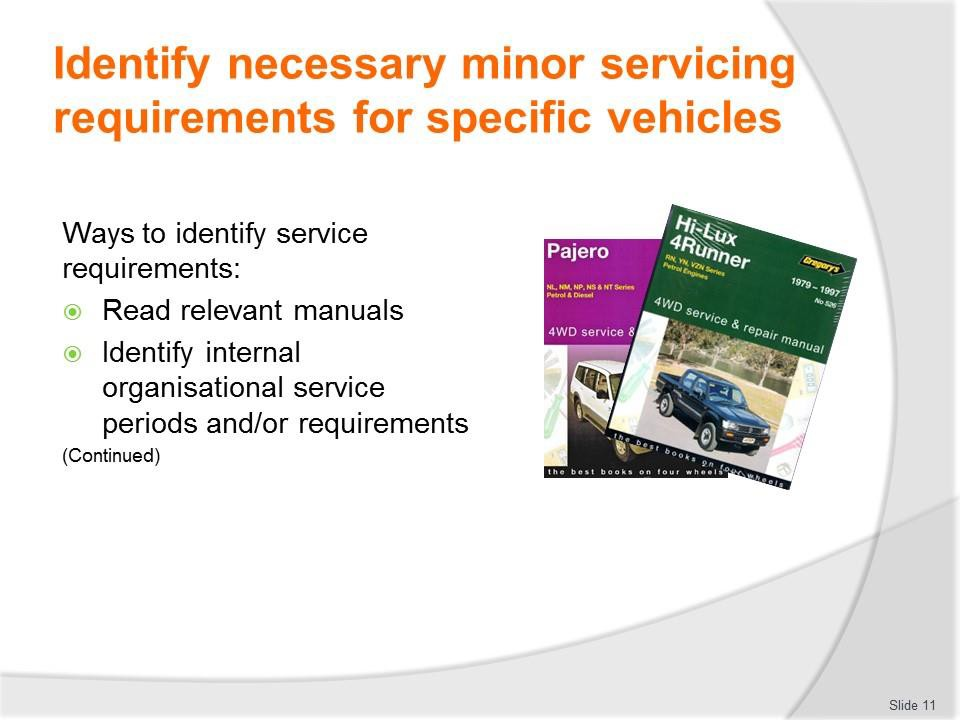 Identify necessary minor servicing
requirements for specific vehicles
Ways to identify service
requirements:
Read relevant manuals
Identify internal
organisational service
periods and/or requirements
(Continued)
Pajero
NL, NM, NP, NS & NT Series
Petrol & Diesel
4WD service &
the best books on four wheels
Hi-Lux
4Runner
RN, YN, VZN Series
Petrol Engines
Gregory's
1979 – 1997
No 526
4WD service & repair manual
the best books on four wheels
Slide 11